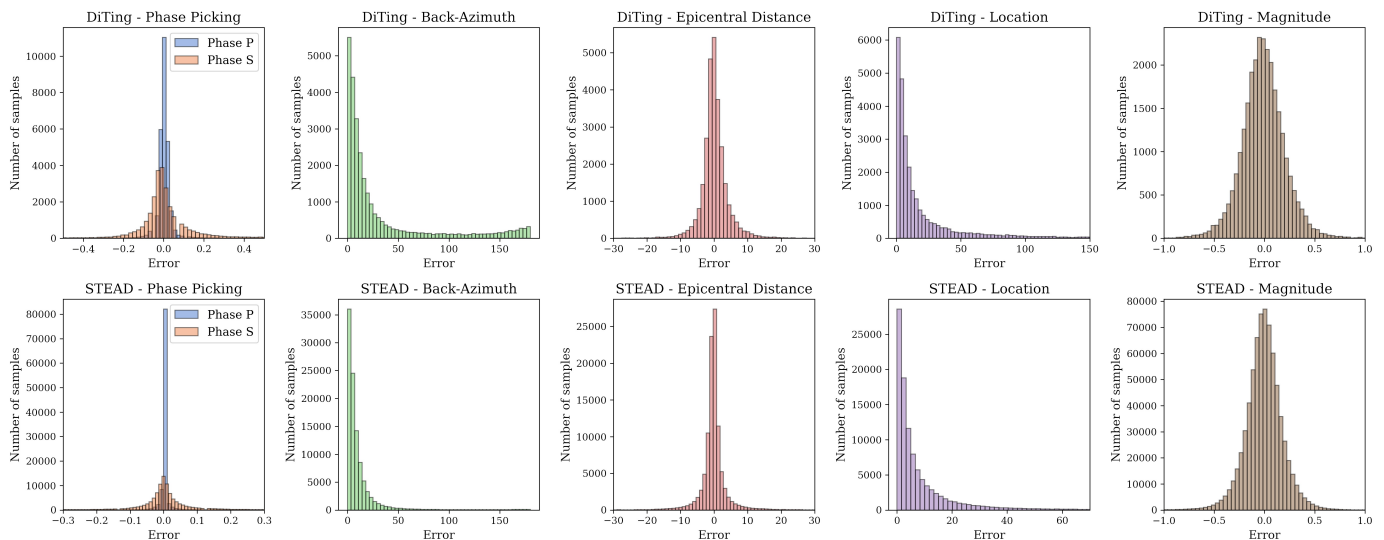 DiTing - Phase Picking
Number of samples
10000
8000
6000
4000
2000
0
Phase P
Phase S
−0.4 −0.2 0.0 0.2 0.4
Error
DiTing - Back-Azimuth
Number of samples
5000
4000
3000
2000
1000
0
0 50 100 150
Error
DiTing - Epicentral Distance
Number of samples
5000
4000
3000
2000
1000
0
−30 −20 −10 0 10 20 30
Error
DiTing - Location
Number of samples
6000
5000
4000
3000
2000
1000
0
0 50 100 150
Error
DiTing - Magnitude
Number of samples
2000
1500
1000
500
0
−1.0 −0.5 0.0 0.5 1.0
Error
STEAD - Phase Picking
Number of samples
80000
70000
60000
50000
40000
30000
20000
10000
0
Phase P
Phase S
−0.3 −0.2 −0.1 0.0 0.1 0.2 0.3
Error
STEAD - Back-Azimuth
Number of samples
35000
30000
25000
20000
15000
10000
5000
0
0 50 100 150
Error
STEAD - Epicentral Distance
Number of samples
25000
20000
15000
10000
5000
0
−30 −20 −10 0 10 20 30
Error
STEAD - Location
Number of samples
25000
20000
15000
10000
5000
0
0 20 40 60
Error
STEAD - Magnitude
Number of samples
80000
70000
60000
50000
40000
30000
20000
10000
0
−1.0 −0.5 0.0 0.5 1.0
Error